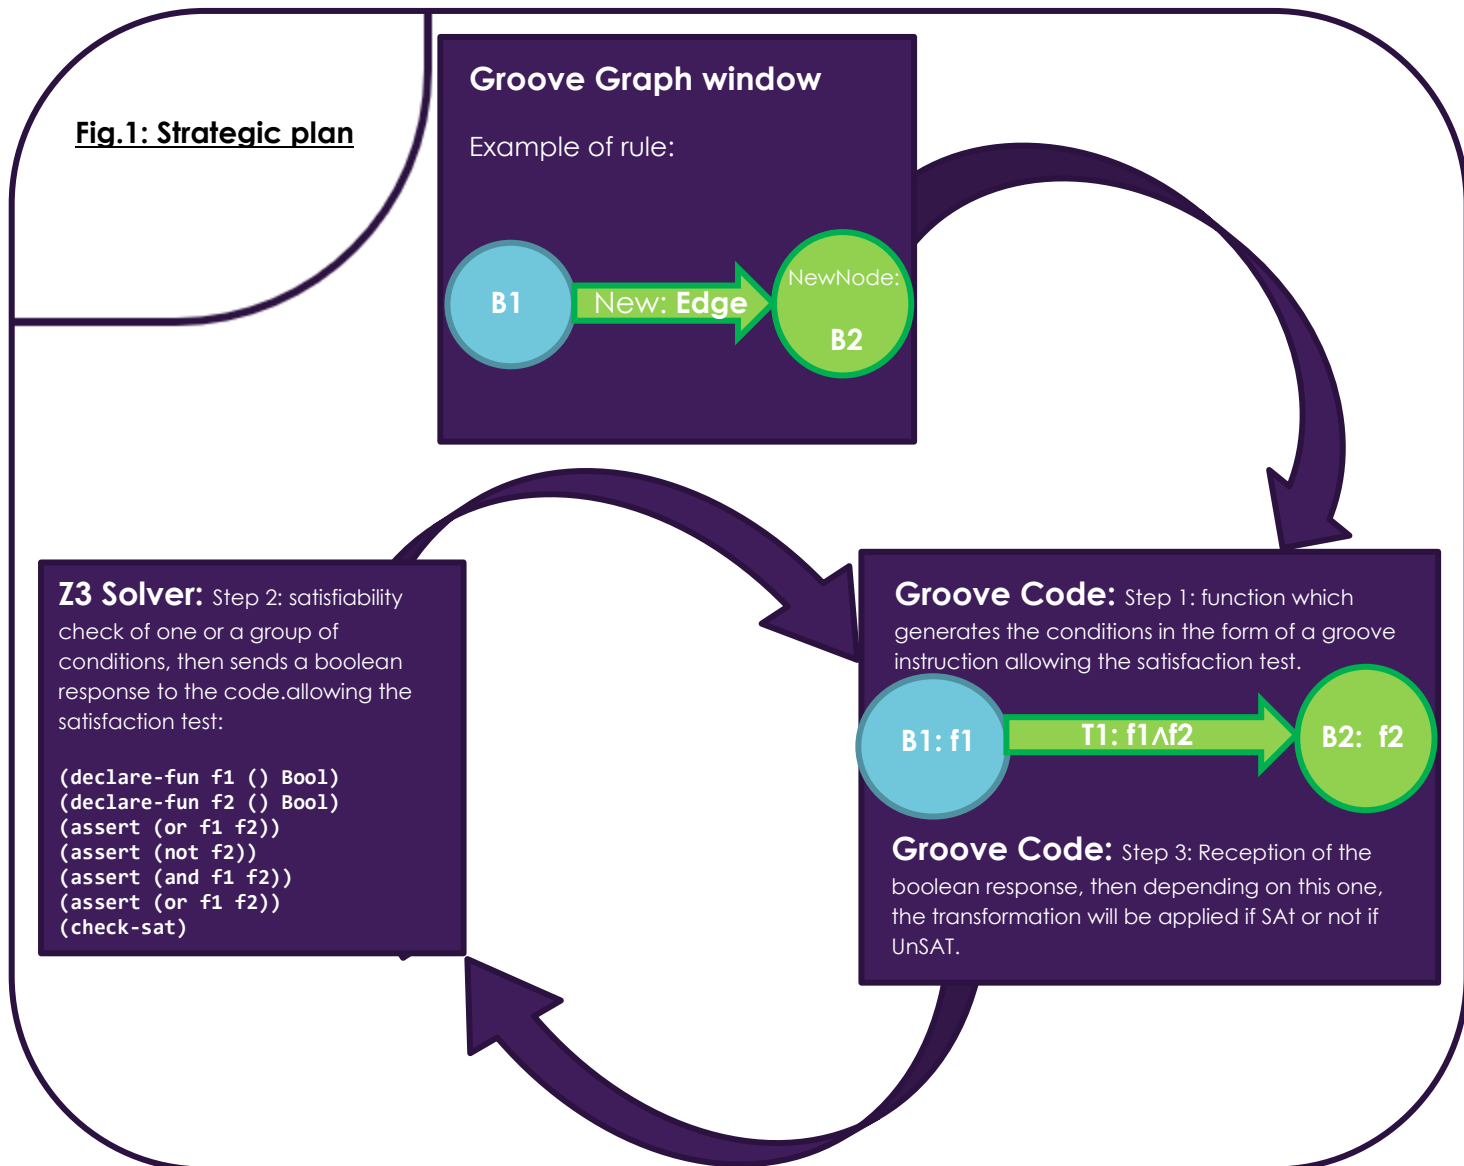 Fig.1: Strategic plan
Groove Graph window
Example of rule:
B1
New: Edge
NewNode:
B2
Z3 Solver: Step 2: satisfiability
check of one or a group of
conditions, then sends a boolean
response to the code.allowing the
satisfaction test:
(declare-fun f1 () Bool)
(declare-fun f2 () Bool)
(assert (or f1 f2))
(assert (not f2))
(assert (and f1 f2))
(assert (or f1 f2))
(check-sat)
Groove Code: Step 1: function which
generates the conditions in the form of a groove
instruction allowing the satisfaction test.
B1: f1
T1: f1∧f2
B2: f2
Groove Code: Step 3: Reception of the
boolean response, then depending on this one,
the transformation will be applied if SAt or not if
UnSAT.